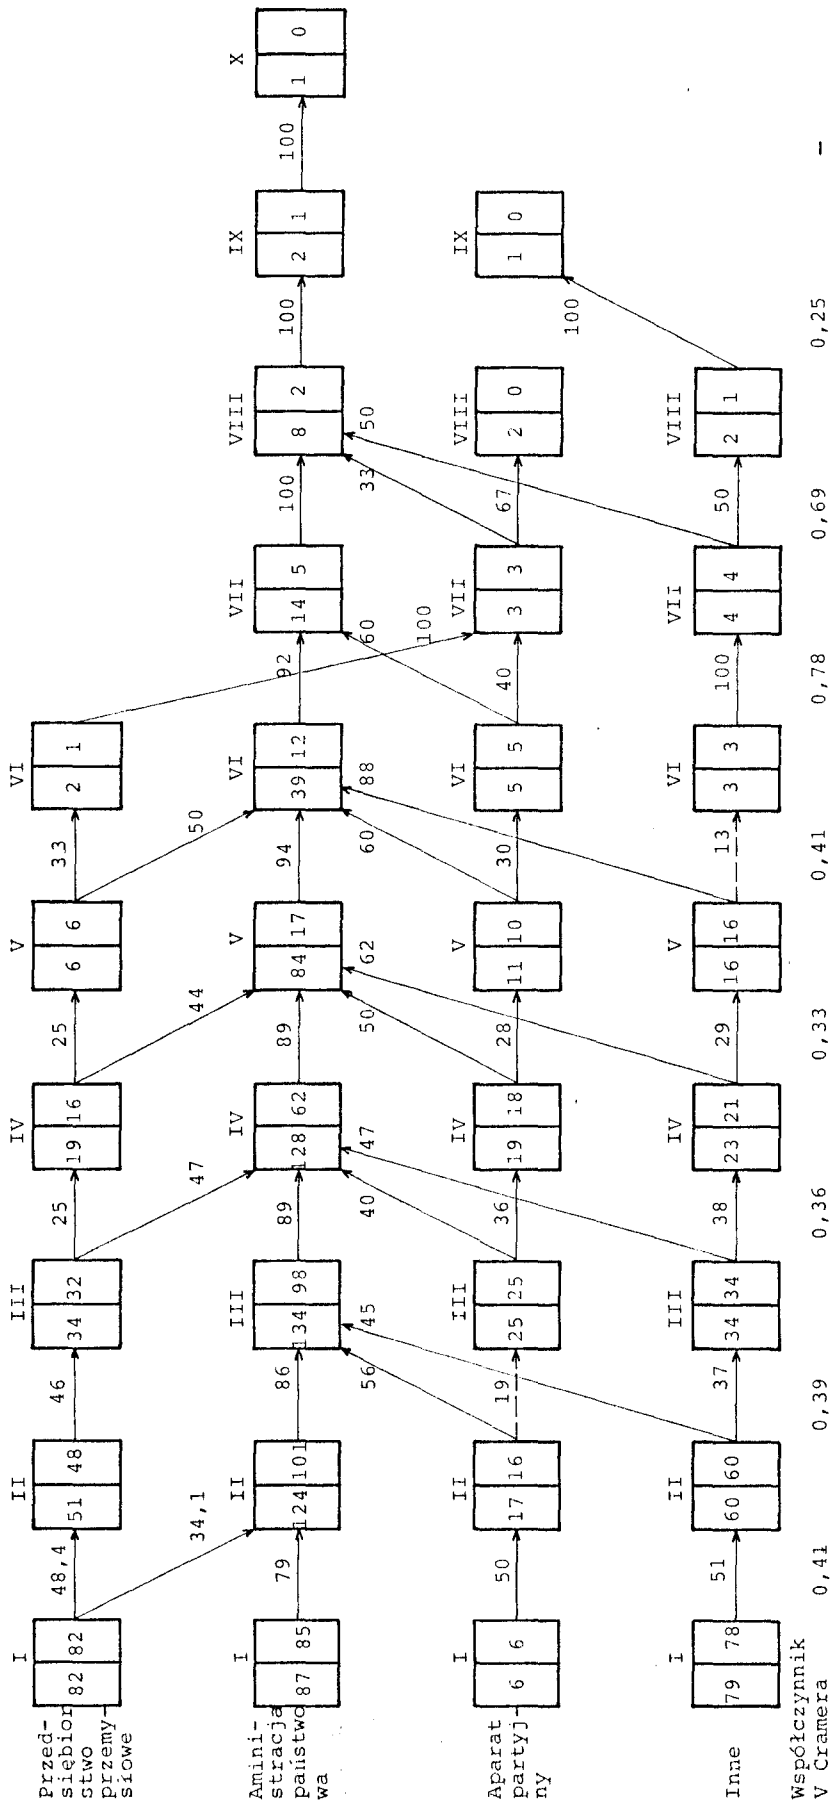 Przed-
siębior
stwo
przemy-
słowe
I
82 82
48,4
34,1
II
51 48
46
III
34 32
25
47
IV
19 16
25
44
V
6 6
33
50
VI
2 1
100
Amini-
stracja
państwo
wa
I
87 85
79
II
124 101
86
III
134 98
89
IV
128 62
89
V
84 17
94
VI
39 12
92
VII
14 5
100
VIII
8 2
100
IX
2 1
100
X
1 0
56
45
40
47
50
62
60
88
60
33
50
Aparat
partyj-
ny
I
6 6
50
II
17 16
19
III
25 25
36
IV
19 18
28
V
11 10
30
VI
5 5
40
VII
3 3
67
VIII
2 0
IX
1 0
100
Inne
I
79 78
51
II
60 60
37
III
34 34
38
IV
23 21
29
V
16 16
13
VI
3 3
100
VII
4 4
50
VIII
2 1
Współczynnik
V Cramera
0,41 0,39 0,36 0,33 0,41 0,78 0,69 0,25 –